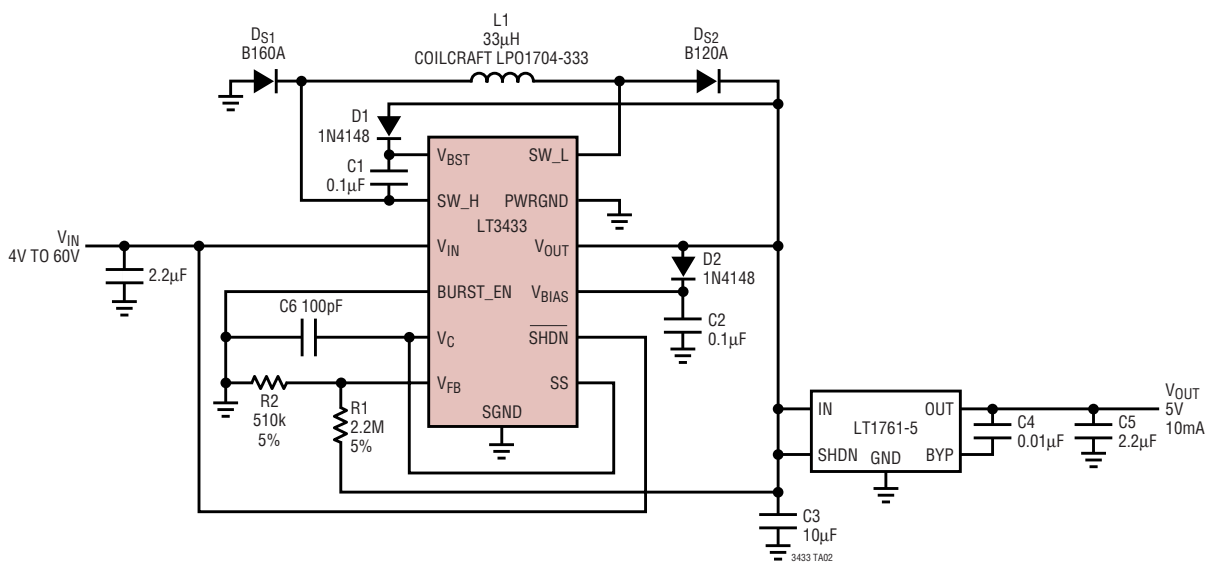 L1
33µH
COILCRAFT LPO1704-333
DS1
B160A
DS2
B120A
D1
1N4148
C1
0.1µF
VBST
SW_L
SW_H
PWRGND
LT3433
VIN
4V TO 60V
2.2µF
VIN
VOUT
D2
1N4148
BURST_EN
VBIAS
C6 100pF
C2
0.1µF
VC
SHDN
VFB
SS
R2
510k
5%
R1
2.2M
5%
SGND
IN
OUT
LT1761-5
SHDN
GND
BYP
C4
0.01µF
C5
2.2µF
VOUT
5V
10mA
C3
10µF
3433 TA02